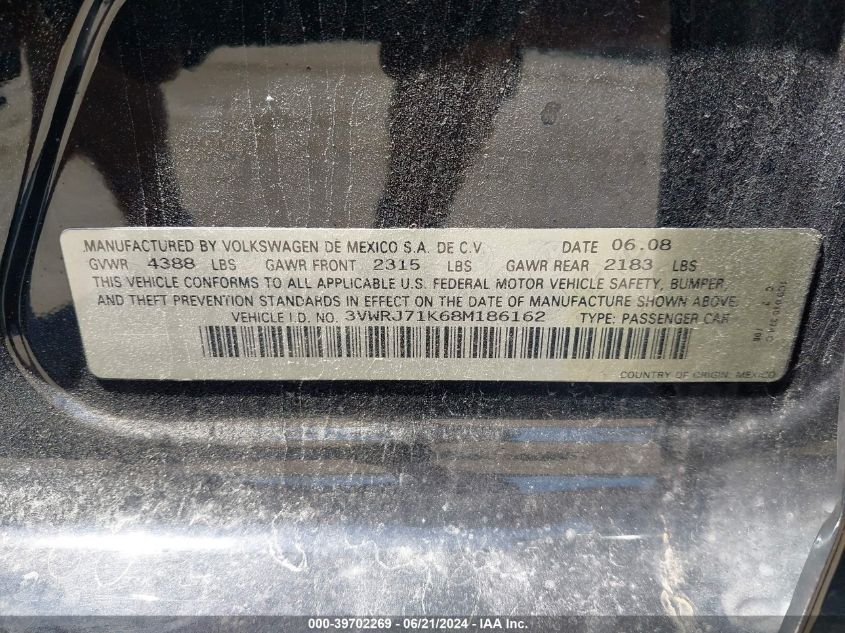 MANUFACTURED BY VOLKSWAGEN DE MEXICO S.A. DE C.V. DATE 06.08
GVWR 4388 LBS GAWR FRONT 2315 LBS GAWR REAR 2183 LBS
THIS VEHICLE CONFORMS TO ALL APPLICABLE U.S. FEDERAL MOTOR VEHICLE SAFETY, BUMPER,
AND THEFT PREVENTION STANDARDS IN EFFECT ON THE DATE OF MANUFACTURE SHOWN ABOVE.
VEHICLE I.D. NO. 3VWRJ71K68M186162 TYPE: PASSENGER CAR
COUNTRY OF ORIGIN: MEXICO
000-39702269 - 06/21/2024 - IAA Inc.